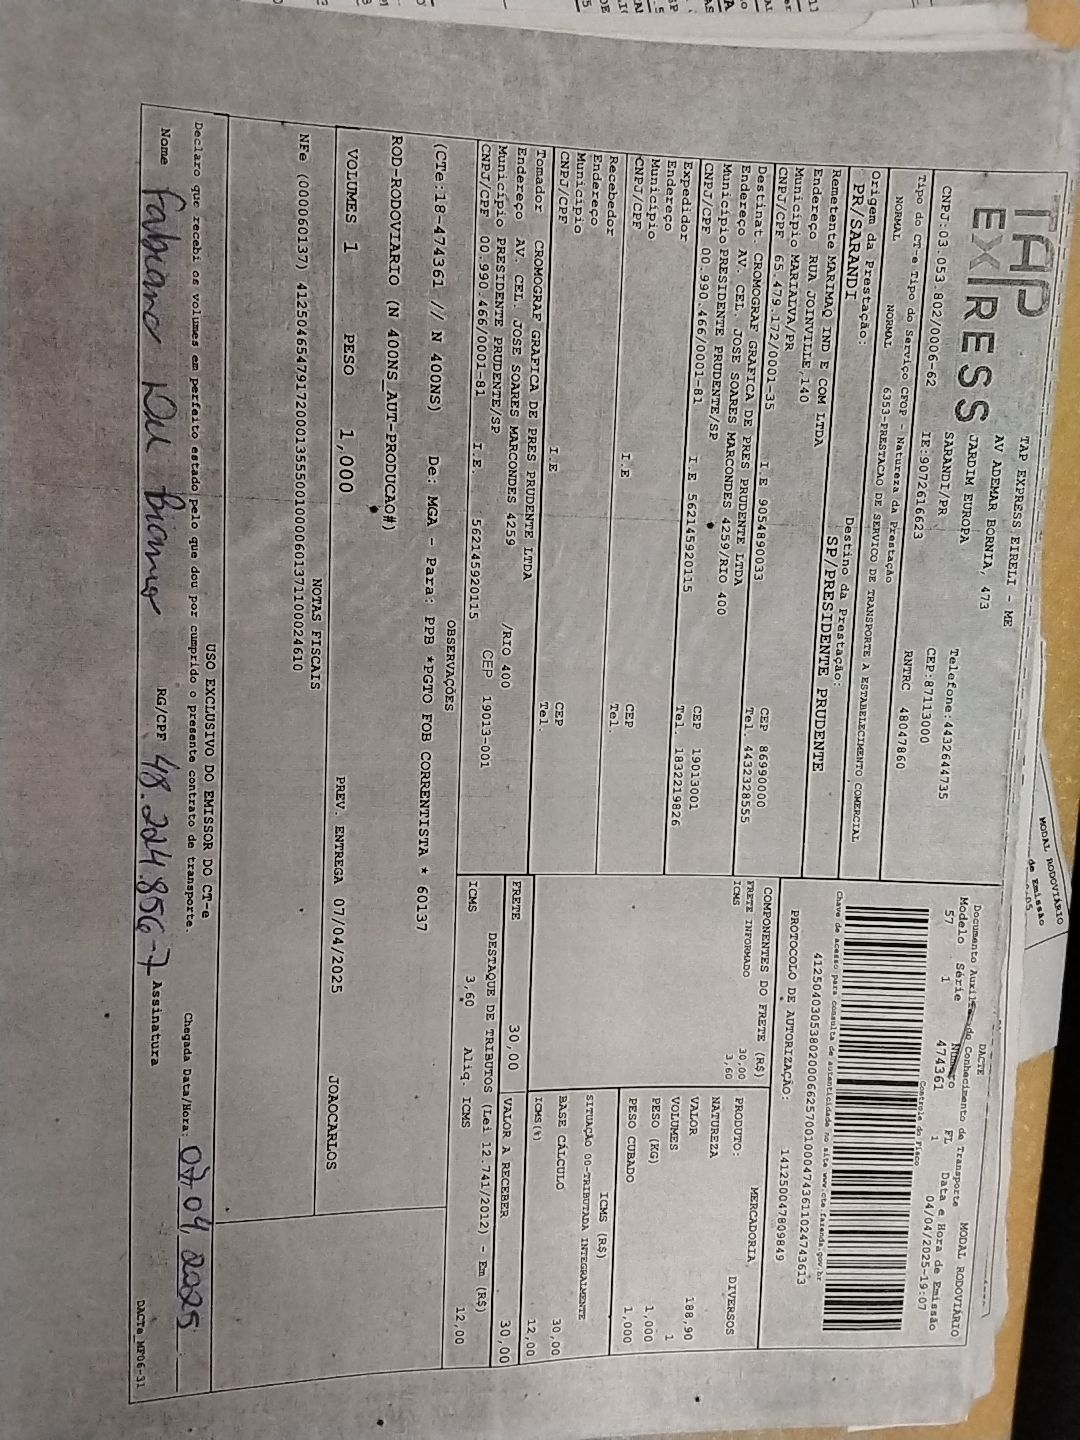 TAP EXPRESS
TAP EXPRESS EIRELI - ME
AV ADEMAR BORNIA, 473
JARDIM EUROPA
SARANDI/PR
Telefone:4432644735
CNPJ:03.053.802/0006-62 IE:9072616623 CEP:87113000
Tipo do CT-e Tipo do Serviço CFOP - Natureza da Prestação RNTRC 48047860
NORMAL NORMAL 6353-PRESTACAO DE SERVICO DE TRANSPORTE A ESTABELECIMENTO COMERCIAL
Origem da Prestação: Destino da Prestação:
PR/SARANDI SP/PRESIDENTE PRUDENTE
DACTE
Documento Auxiliar do Conhecimento de Transporte MODAL RODOVIÁRIO
Modelo Série Número FL Data e Hora de Emissão
57 1 474361 1 04/04/2025-19:07
Controle do Fisco
Chave de acesso para consulta de autenticidade no site www.cte.fazenda.gov.br
41250403053802000662570010004743611024743613
PROTOCOLO DE AUTORIZAÇÃO: 141250047809849
Remetente MARIMAQ IND E COM LTDA
Endereço RUA JOINVILLE,140
Município MARIALVA/PR CEP 86990000
CNPJ/CPF 65.479.172/0001-35 I.E 9054890033 Tel. 4432328555
Destinat CROMOGRAF GRAFICA DE PRES PRUDENTE LTDA
Endereço AV. CEL. JOSE SOARES MARCONDES 4259/RIO 400
Município PRESIDENTE PRUDENTE/SP CEP 19013001
CNPJ/CPF 00.990.466/0001-81 I.E 562145920115 Tel. 1832219826
Expedidor
Endereço
Município CEP
CNPJ/CPF I.E Tel.
Recebedor
Endereço
Município CEP
CNPJ/CPF I.E Tel.
Tomador CROMOGRAF GRAFICA DE PRES PRUDENTE LTDA
Endereço AV. CEL. JOSE SOARES MARCONDES 4259 /RIO 400
Município PRESIDENTE PRUDENTE/SP CEP 19013-001
CNPJ/CPF 00.990.466/0001-81 I.E. 562145920115
COMPONENTES DO FRETE (R$)
FRETE INFORMADO 30,00
ICMS 3,60
PRODUTO: MERCADORIA
NATUREZA DIVERSOS
VALOR 188,90
VOLUMES 1
PESO (KG) 1,000
PESO CUBADO 1,000
ICMS (R$)
SITUAÇÃO 00-TRIBUTADA INTEGRALMENTE
BASE CÁLCULO 30,00
ICMS(%) 12,00
FRETE 30,00 VALOR A RECEBER 30,00
DESTAQUE DE TRIBUTOS (Lei 12.741/2012) - Em (R$)
ICMS 3,60 Aliq. ICMS 12,00
OBSERVAÇÕES
(CTe:18-474361 // N 400NS) De: MGA - Para: PPB *PGTO FOB CORRENTISTA * 60137
ROD-RODOVIARIO (N 400NS_AUT-PRODUCAO#)
VOLUMES 1 PESO 1,000 PREV. ENTREGA 07/04/2025 JOAOCARLOS
NOTAS FISCAIS
NFe (000060137) 41250465479172000135550010000601371100024610
USO EXCLUSIVO DO EMISSOR DO CT-e
Declaro que recebi os volumes em perfeito estado pelo que dou por cumprido o presente contrato de transporte. Chegada Data/Hora: 07 04 2025
Nome Fabiano RG/CPF 48.224.856-7 Assinatura
DACTe_MP06-31
MODAL RODOVIÁRIO
de Emissão